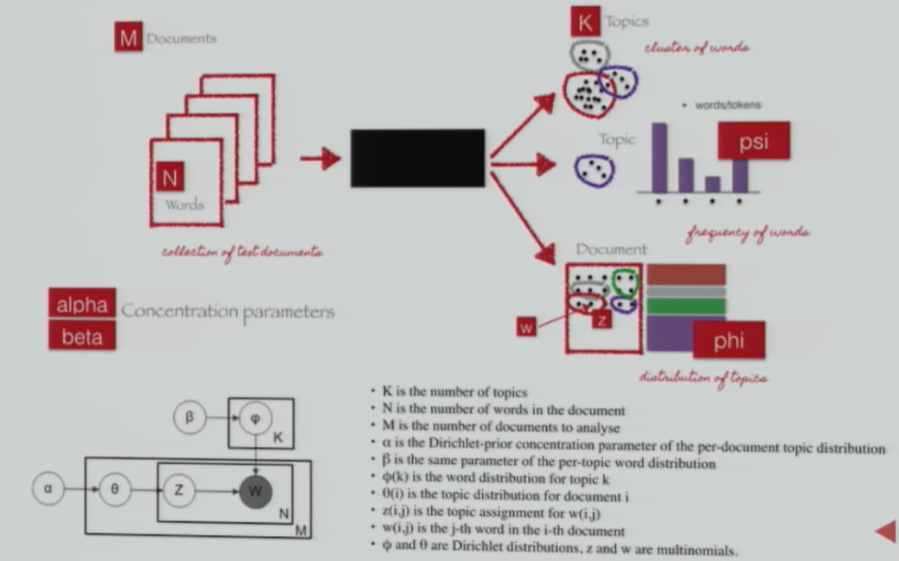 M Documents
K Topics
cluster of words
words/tokens
Topic
psi
N
Words
frequency of words
collection of test documents
Document
alpha
beta
Concentration parameters
w
z
phi
distribution of topics
β
φ
K
α
θ
Z
W
N
M
• K is the number of topics
• N is the number of words in the document
• M is the number of documents to analyse
• α is the Dirichlet-prior concentration parameter of the per-document topic distribution
• β is the same parameter of the per-topic word distribution
• ϕ(k) is the word distribution for topic k
• θ(i) is the topic distribution for document i
• z(i,j) is the topic assignment for w(i,j)
• w(i,j) is the j-th word in the i-th document
• ϕ and θ are Dirichlet distributions, z and w are multinomials.